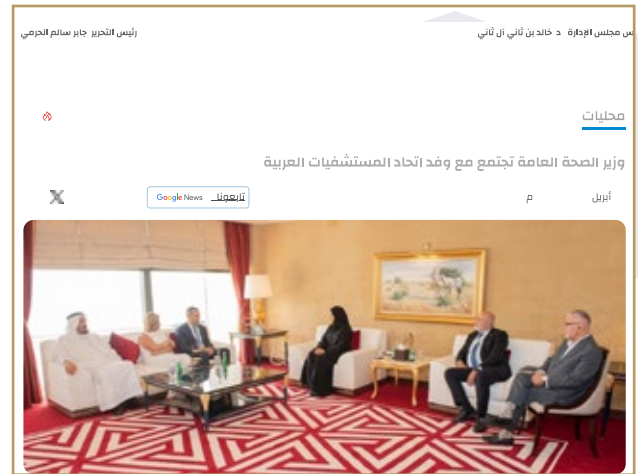 س مجلس الإدارة د خالد بن ثاني آل ثاني
رئيس التحرير جابر سالم الحرمي
محليات
وزير الصحة العامة تجتمع مع وفد اتحاد المستشفيات العربية
أبريل م
تابعونا Google News